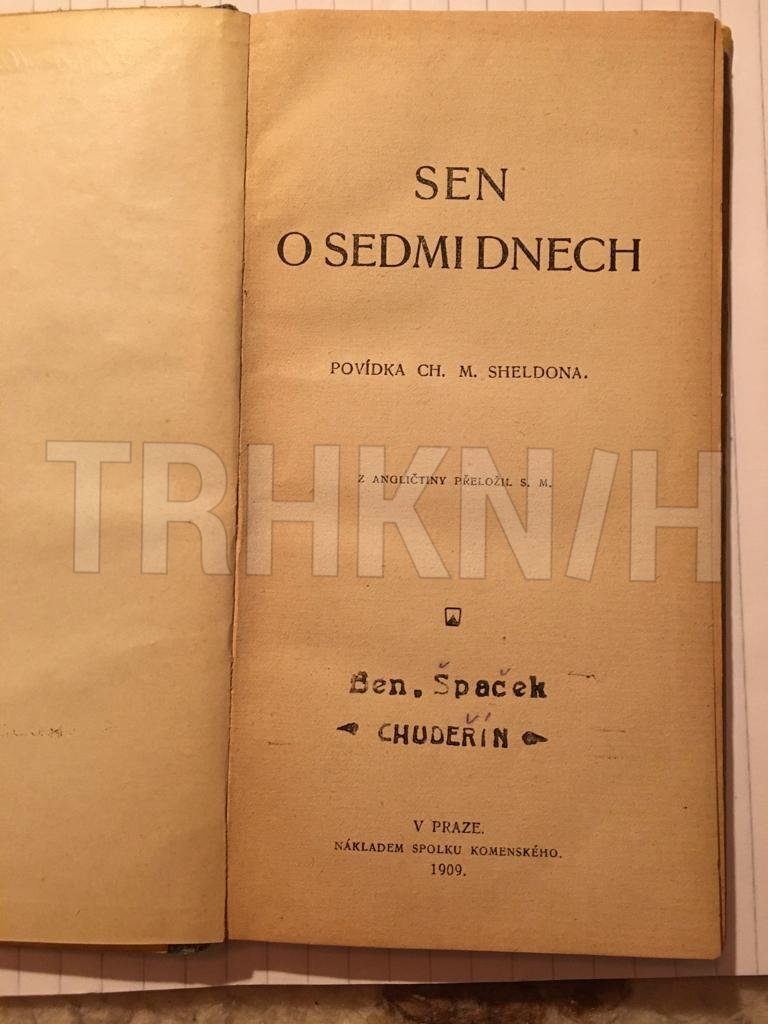 SEN
O SEDMI DNECH
POVÍDKA CH. M. SHELDONA.
Z ANGLIČTINY PŘELOŽIL S. M.
TRHKN/H
Ben. Špaček
CHUDEŘÍN
V PRAZE.
NÁKLADEM SPOLKU KOMENSKÉHO.
1909.